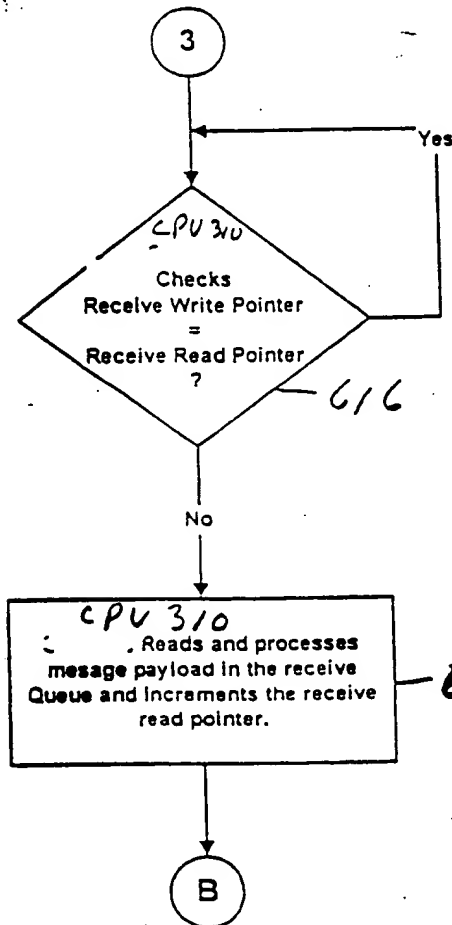 3
Yes
CPU 310
Checks
Receive Write Pointer
=
Receive Read Pointer
?
616
No
CPU 310
Reads and processes
mesage payload in the receive
Queue and increments the receive
read pointer.
B